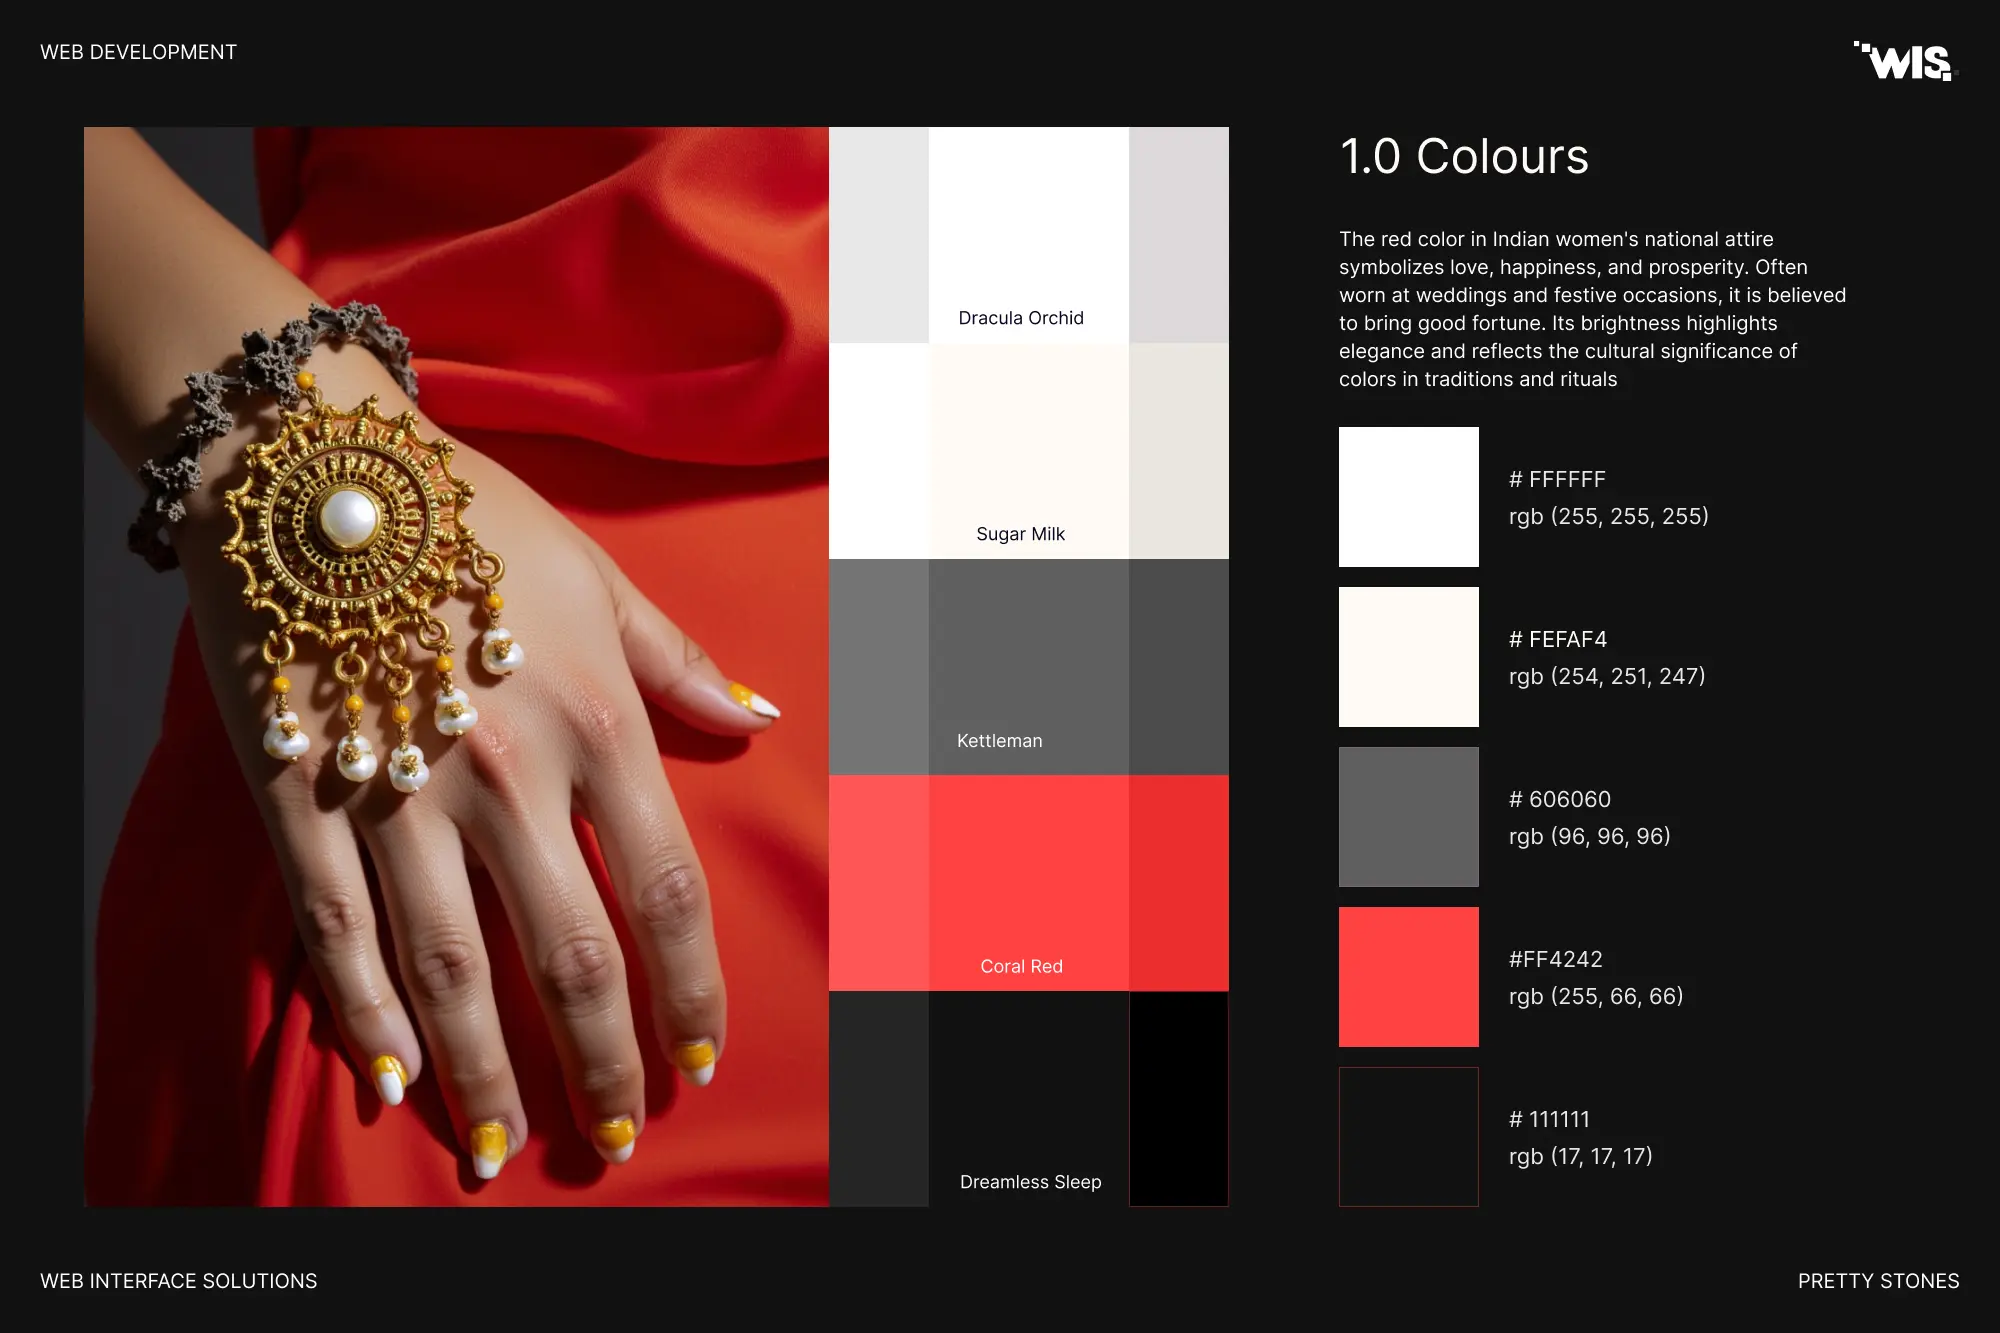 WEB DEVELOPMENT
WIS
Dracula Orchid
Sugar Milk
Kettleman
Coral Red
Dreamless Sleep
1.0 Colours
The red color in Indian women's national attire
symbolizes love, happiness, and prosperity. Often
worn at weddings and festive occasions, it is believed
to bring good fortune. Its brightness highlights
elegance and reflects the cultural significance of
colors in traditions and rituals
# FFFFFF
rgb (255, 255, 255)
# FEFAF4
rgb (254, 251, 247)
# 606060
rgb (96, 96, 96)
#FF4242
rgb (255, 66, 66)
# 111111
rgb (17, 17, 17)
WEB INTERFACE SOLUTIONS
PRETTY STONES